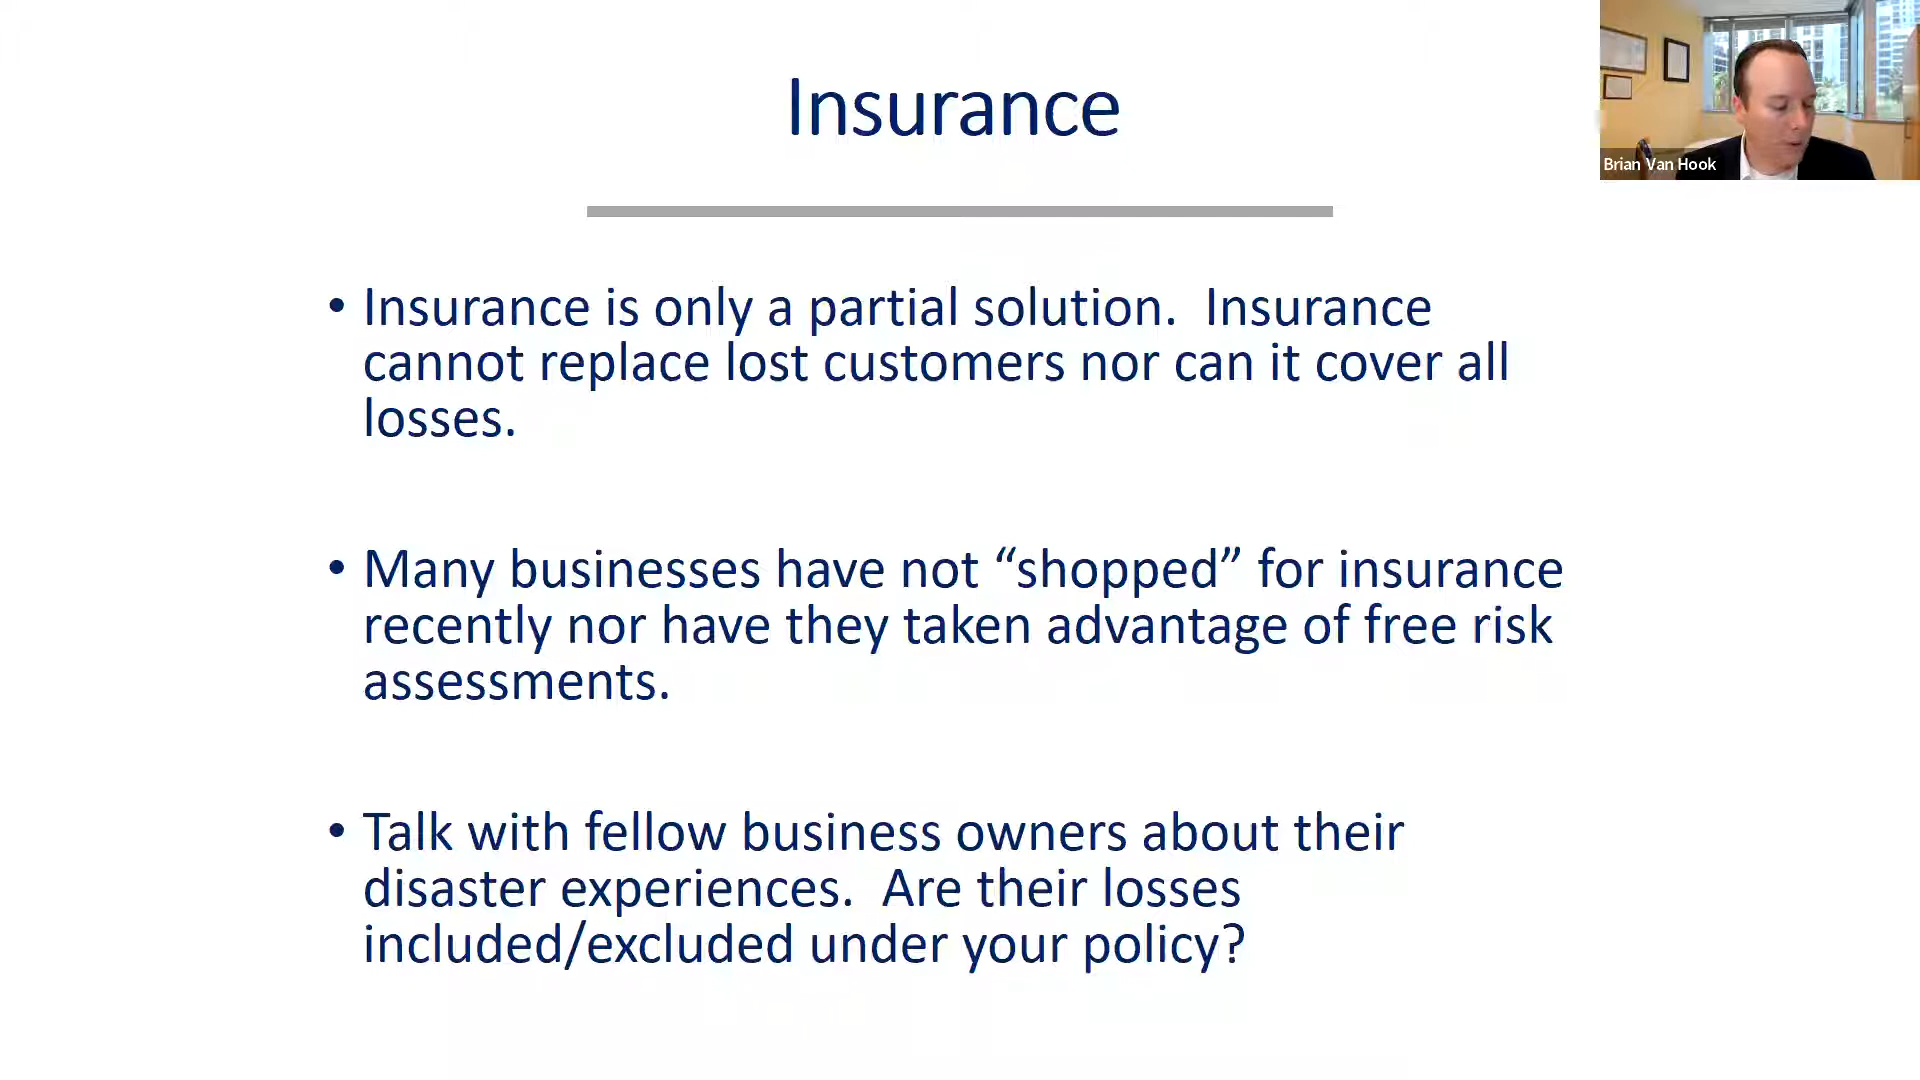 Insurance
Brian Van Hook
• Insurance is only a partial solution.  Insurance
cannot replace lost customers nor can it cover all
losses.
• Many businesses have not “shopped” for insurance
recently nor have they taken advantage of free risk
assessments.
• Talk with fellow business owners about their
disaster experiences.  Are their losses
included/excluded under your policy?